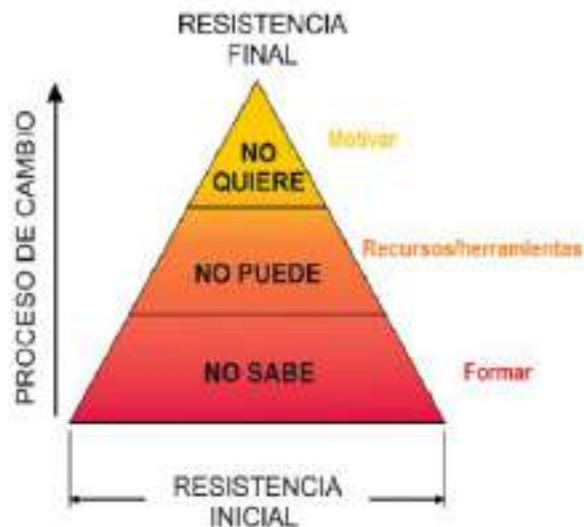 RESISTENCIA
FINAL
PROCESO DE CAMBIO
NO
QUIERE
Motivar
NO PUEDE
Recursos/herramientas
NO SABE
Formar
RESISTENCIA
INICIAL